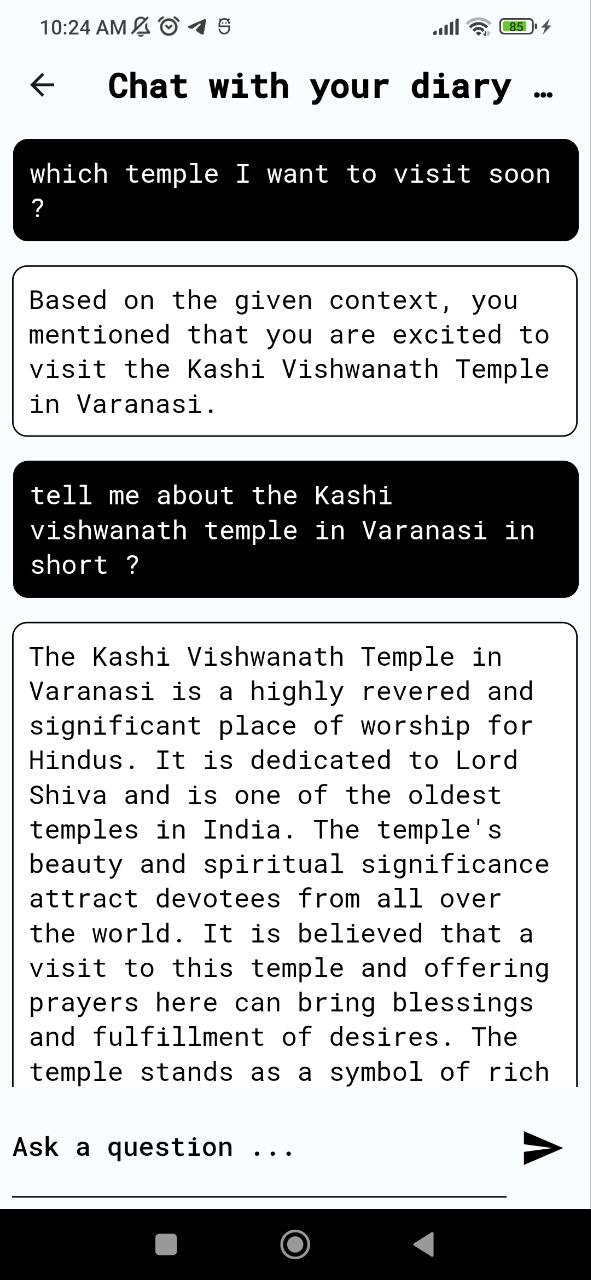 10:24 AM
85
Chat with your diary …
which temple I want to visit soon
?
Based on the given context, you
mentioned that you are excited to
visit the Kashi Vishwanath Temple
in Varanasi.
tell me about the Kashi
vishwanath temple in Varanasi in
short ?
The Kashi Vishwanath Temple in
Varanasi is a highly revered and
significant place of worship for
Hindus. It is dedicated to Lord
Shiva and is one of the oldest
temples in India. The temple's
beauty and spiritual significance
attract devotees from all over
the world. It is believed that a
visit to this temple and offering
prayers here can bring blessings
and fulfillment of desires. The
temple stands as a symbol of rich
Ask a question ...